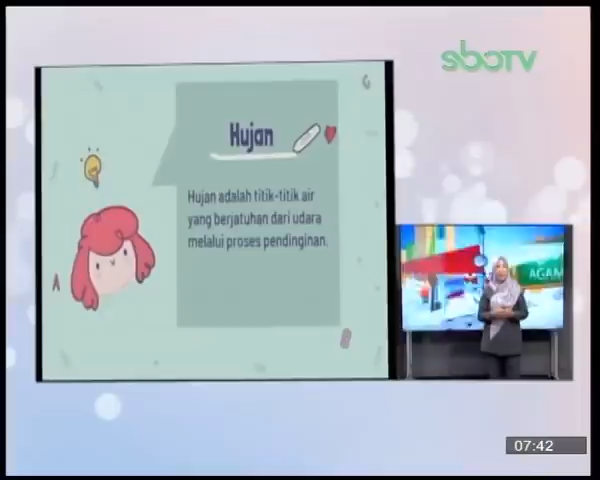 sboTV
Hujan
Hujan adalah titik-titik air
yang berjatuhan dari udara
melalui proses pendinginan.
A
AGAM
07:42